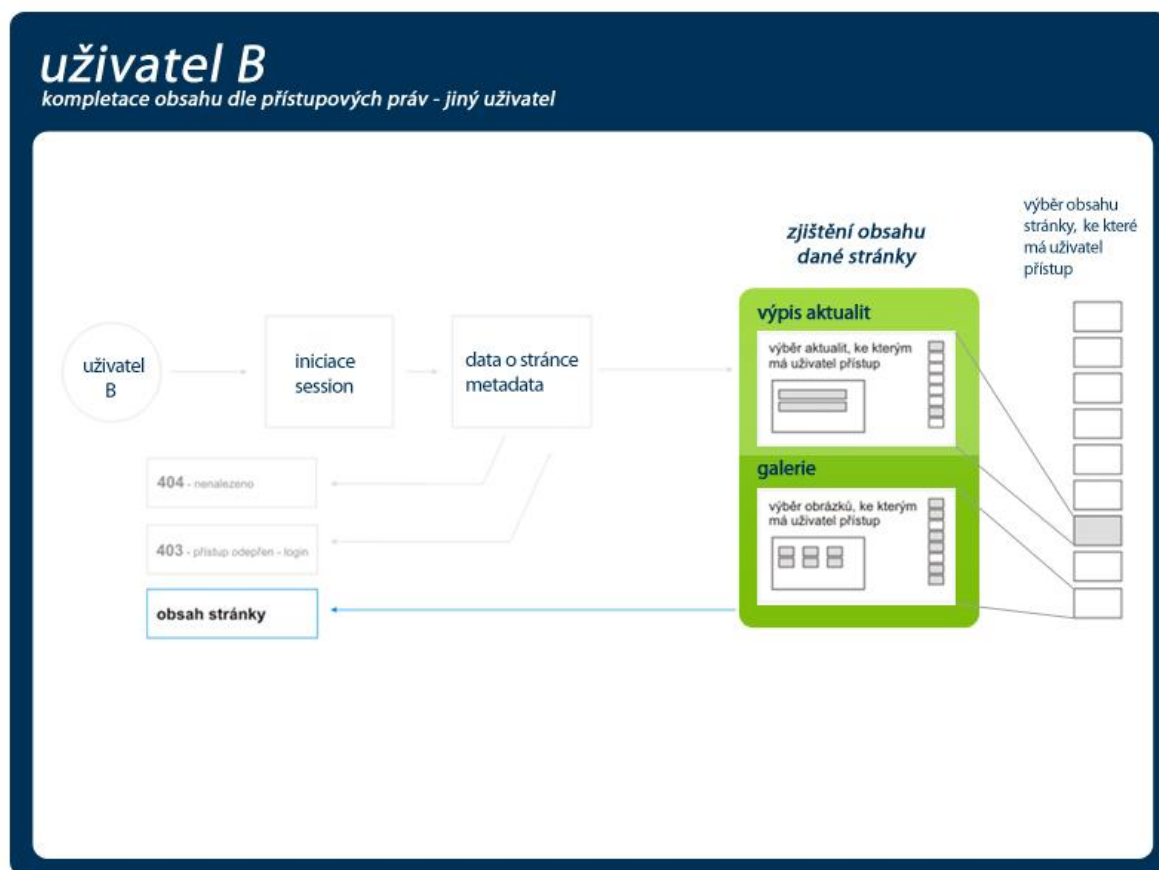 uživatel B
kompletace obsahu dle přístupových práv - jiný uživatel
výběr obsahu
stránky, ke které
má uživatel
přístup
zjištění obsahu
dané stránky
uživatel
B
iniciace
session
data o stránce
metadata
výpis aktualit
výběr aktualit, ke kterým
má uživatel přístup
galerie
výběr obrázků, ke kterým
má uživatel přístup
404 - nenalezeno
403 - přístup odepřen - login
obsah stránky